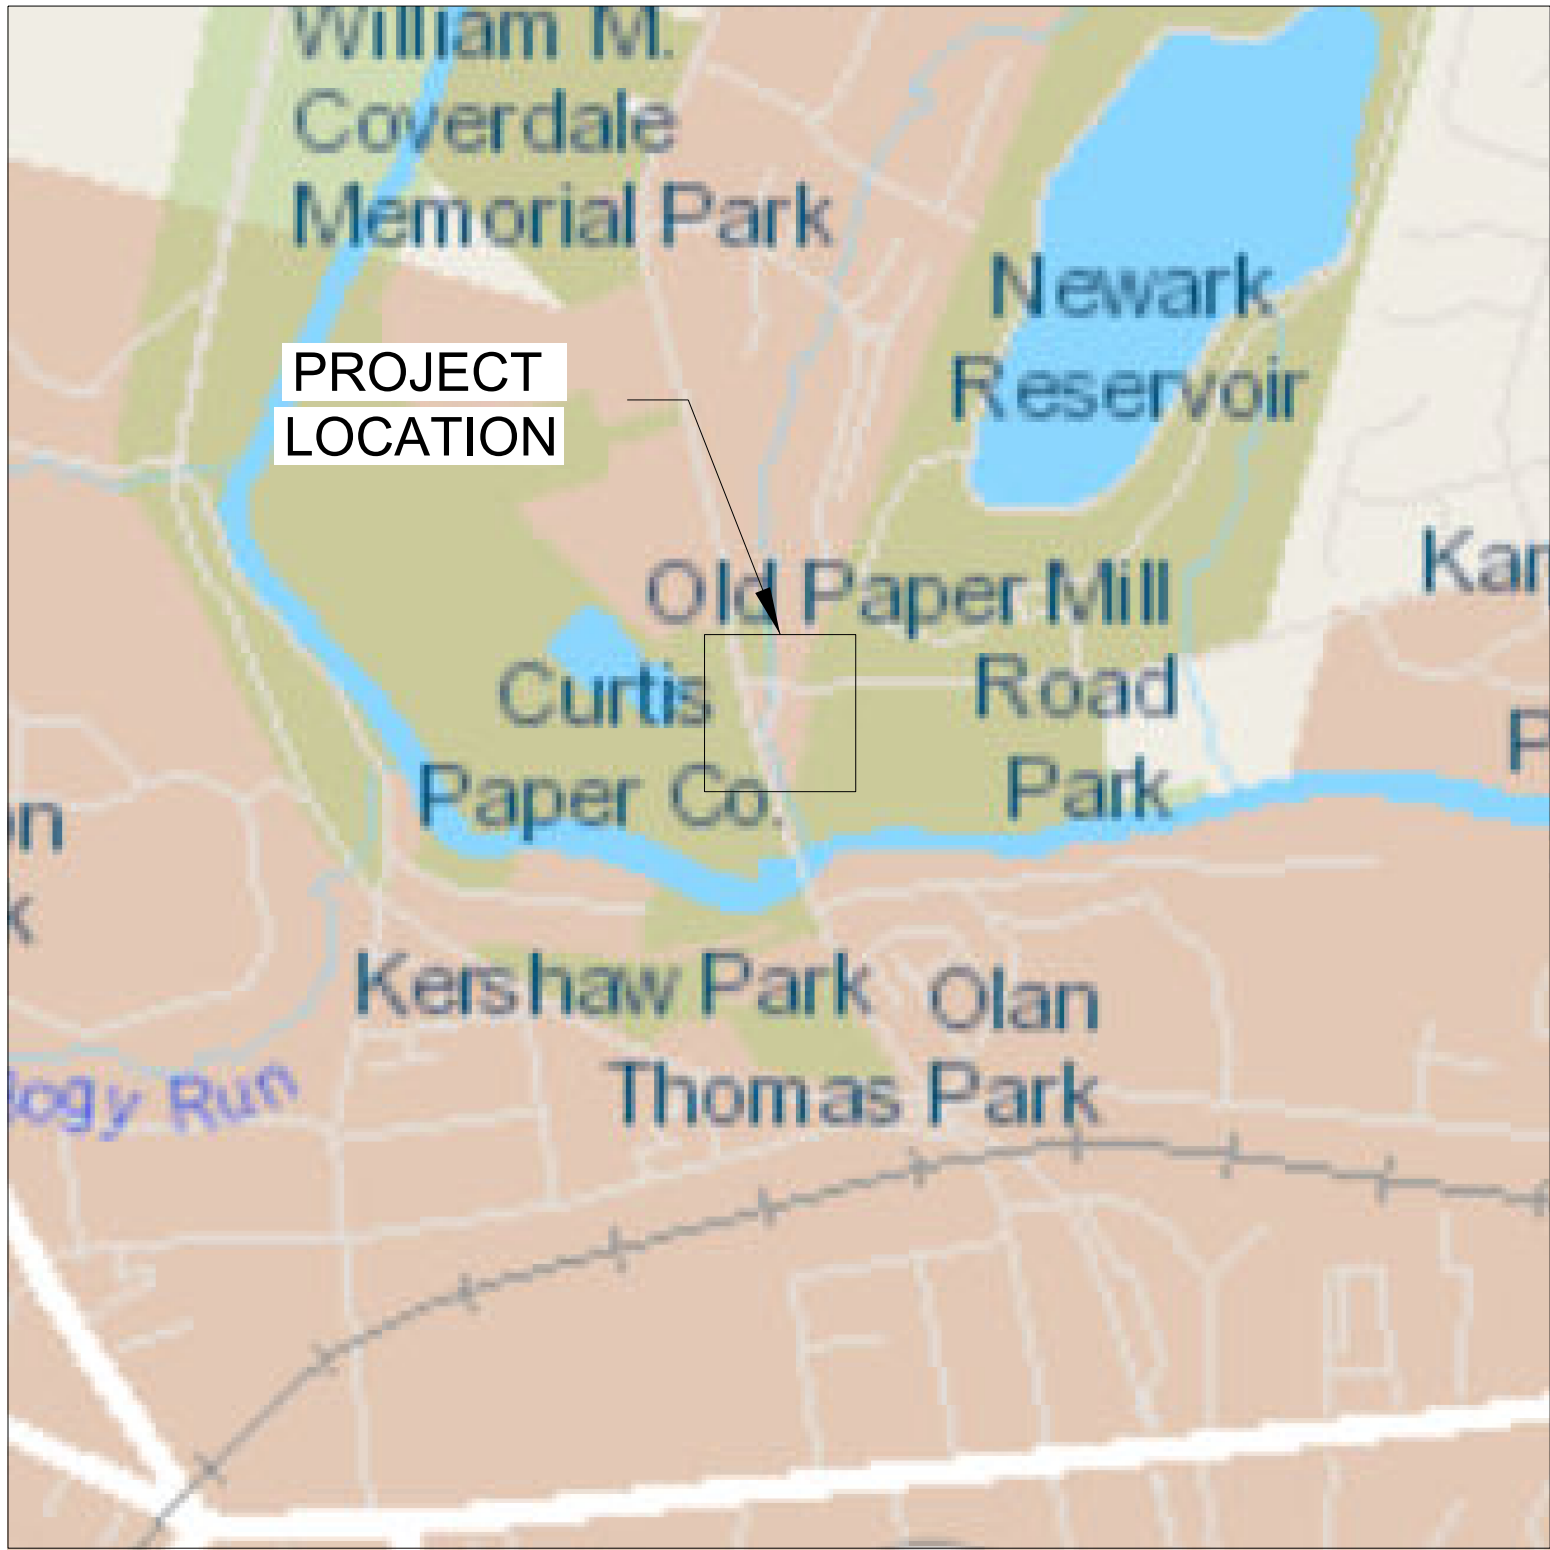 William M.
Coverdale
Memorial Park
Newark
Reservoir
PROJECT
LOCATION
Old Paper Mill
Road
Park
Curtis
Paper Co.
Kershaw Park
Olan
Thomas Park
Run